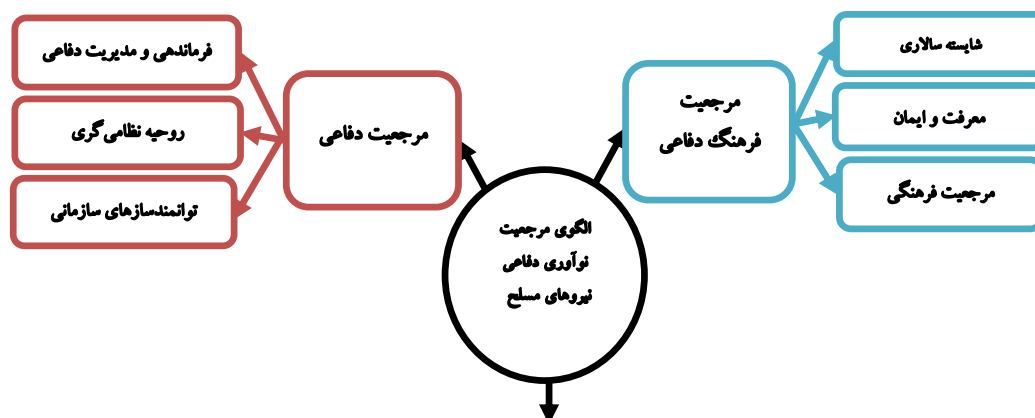 شایسته سالاری
معرفت و ایمان
مرجعیت فرهنگی
مرجعیت
فرهنگ دفاعی
الگوی مرجعیت
نوآوری دفاعی
نیروهای مسلح
مرجعیت دفاعی
فرماندهی و مدیریت دفاعی
روحیه نظامی‌گری
توانمندسازهای سازمانی